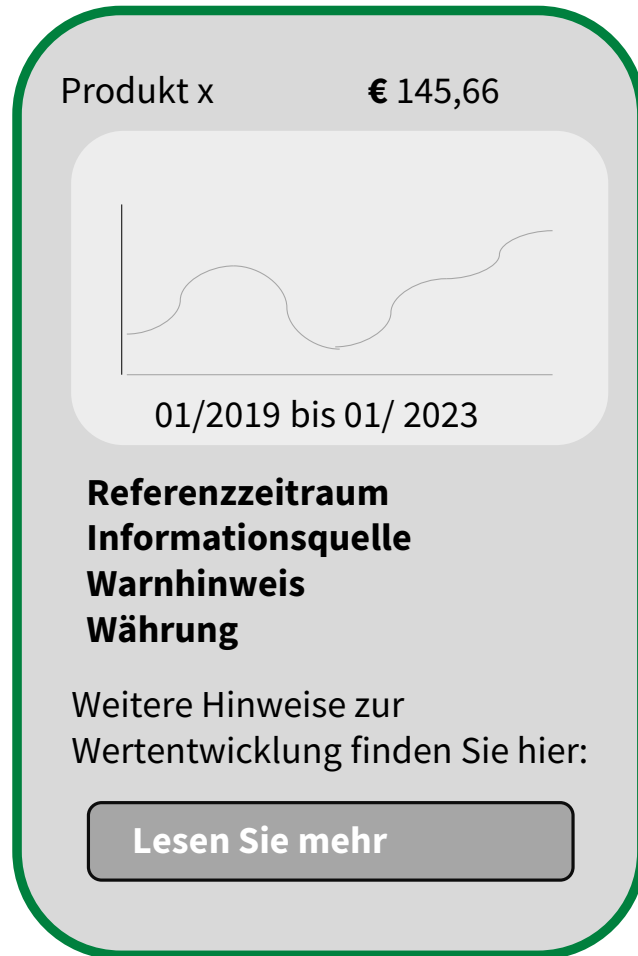 Produkt x € 145,66
01/2019 bis 01/ 2023
Referenzzeitraum
Informationsquelle
Warnhinweis
Währung
Weitere Hinweise zur
Wertentwicklung finden Sie hier:
Lesen Sie mehr